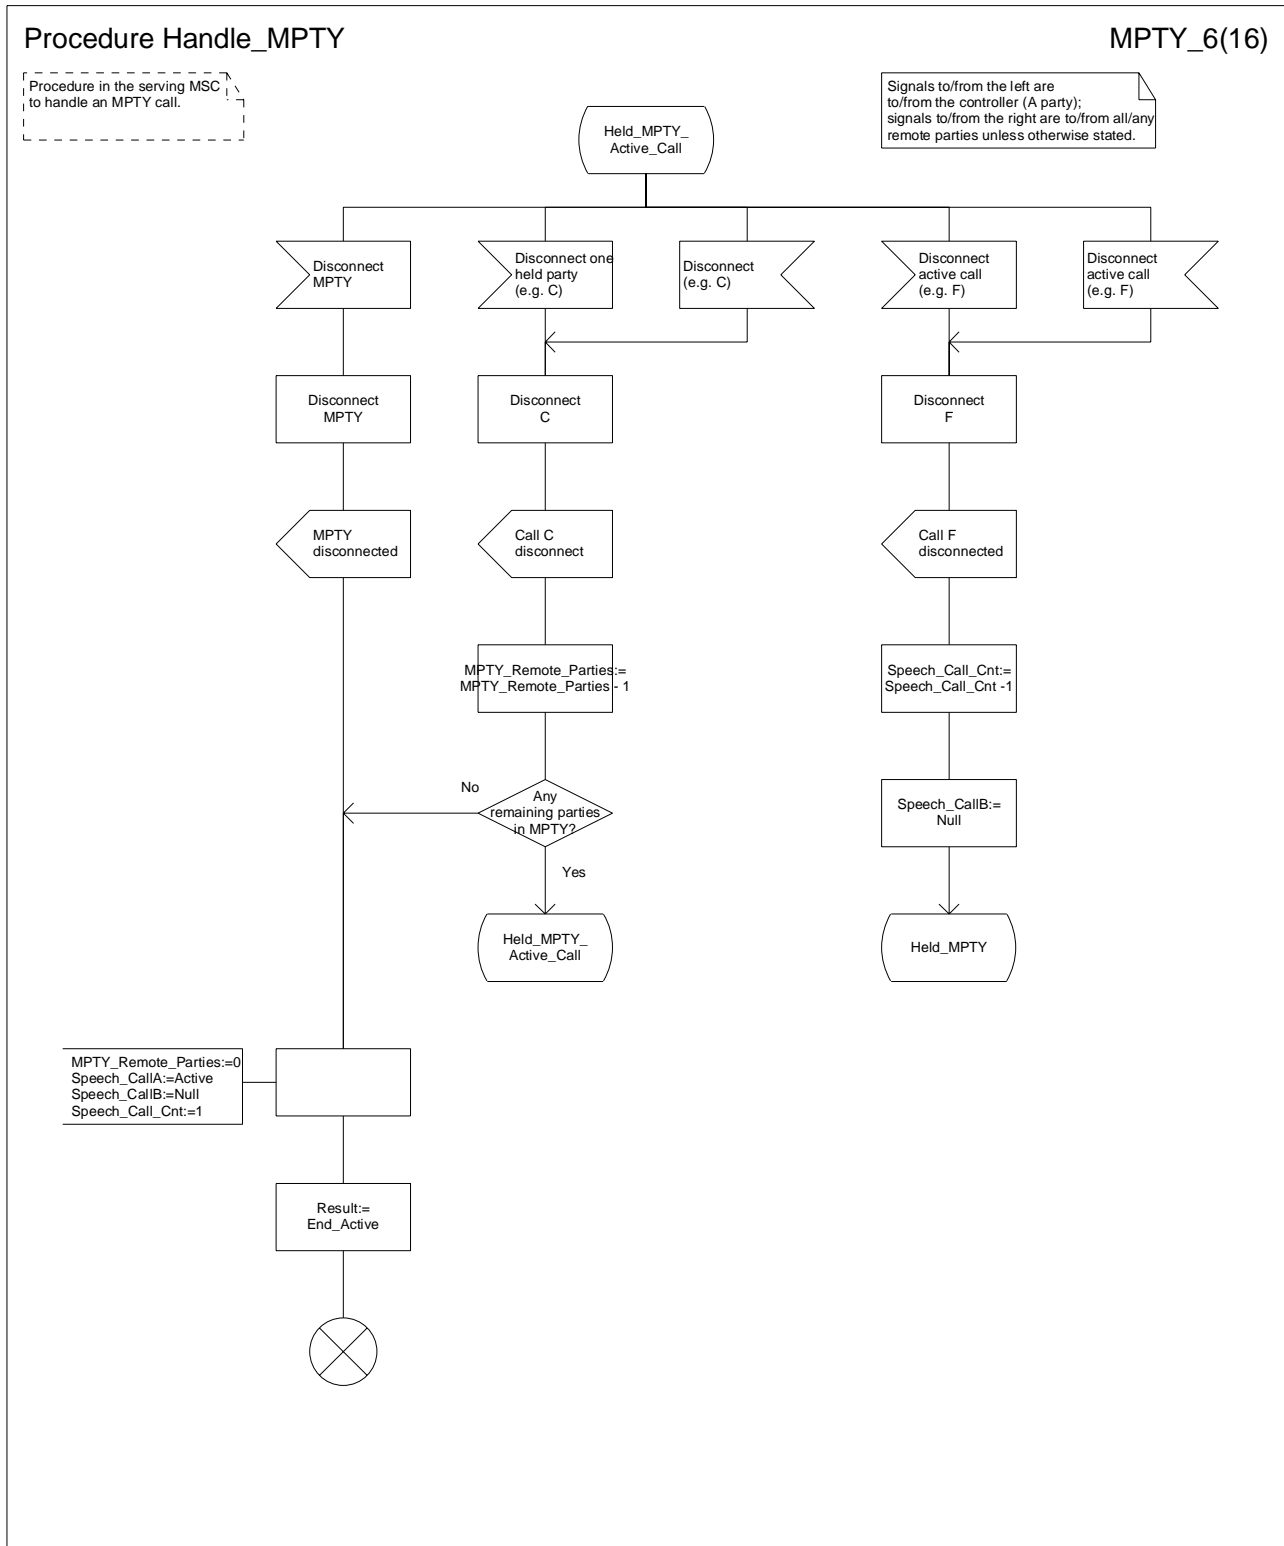 Procedure Handle_MPTY
MPTY_6(16)
Procedure in the serving MSC
to handle an MPTY call.
Signals to/from the left are
to/from the controller (A party);
signals to/from the right are to/from all/any
remote parties unless otherwise stated.
Held_MPTY_
Active_Call
Disconnect
MPTY
Disconnect one
held party
(e.g. C)
Disconnect
(e.g. C)
Disconnect
active call
(e.g. F)
Disconnect
active call
(e.g. F)
Disconnect
MPTY
Disconnect
C
Disconnect
F
MPTY
disconnected
Call C
disconnect
Call F
disconnected
MPTY_Remote_Parties:=
MPTY_Remote_Parties - 1
Speech_Call_Cnt:=
Speech_Call_Cnt -1
No
Any
remaining parties
in MPTY?
Speech_CallB:=
Null
Yes
Held_MPTY_
Active_Call
Held_MPTY
MPTY_Remote_Parties:=0
Speech_CallA:=Active
Speech_CallB:=Null
Speech_Call_Cnt:=1
Result:=
End_Active